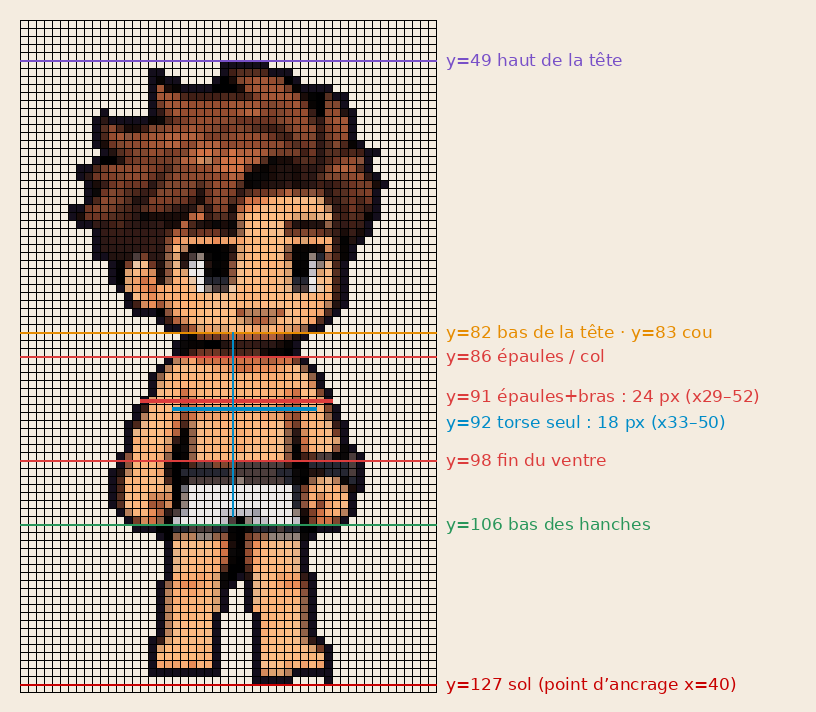 y=49 haut de la tête
y=82 bas de la tête · y=83 cou
y=86 épaules / col
y=91 épaules+bras : 24 px (x29–52)
y=92 torse seul : 18 px (x33–50)
y=98 fin du ventre
y=106 bas des hanches
y=127 sol (point d’ancrage x=40)